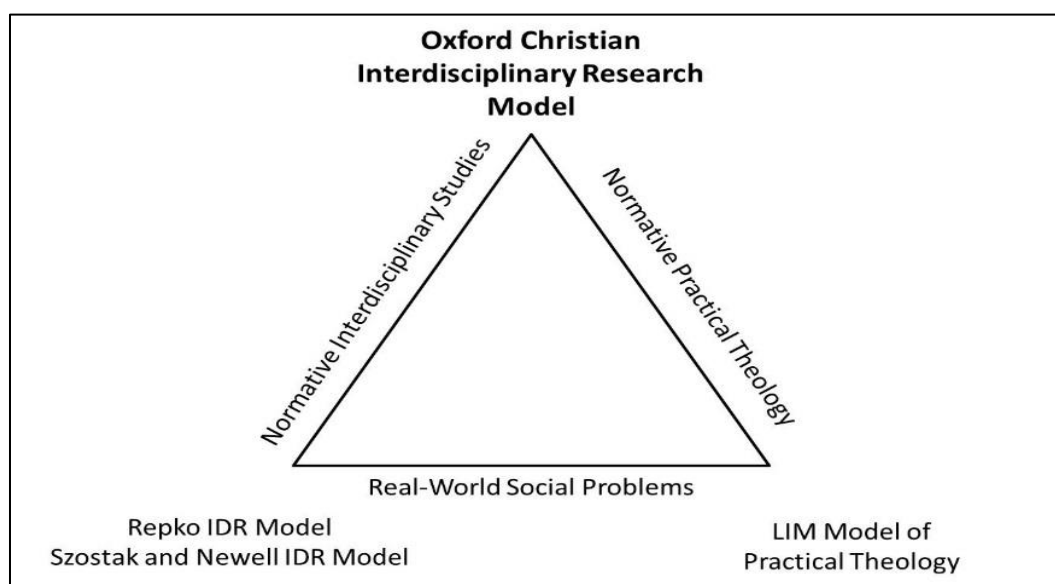 Oxford Christian
Interdisciplinary Research
Model
Normative Interdisciplinary Studies
Normative Practical Theology
Real-World Social Problems
Repko IDR Model
Szostak and Newell IDR Model
LIM Model of
Practical Theology